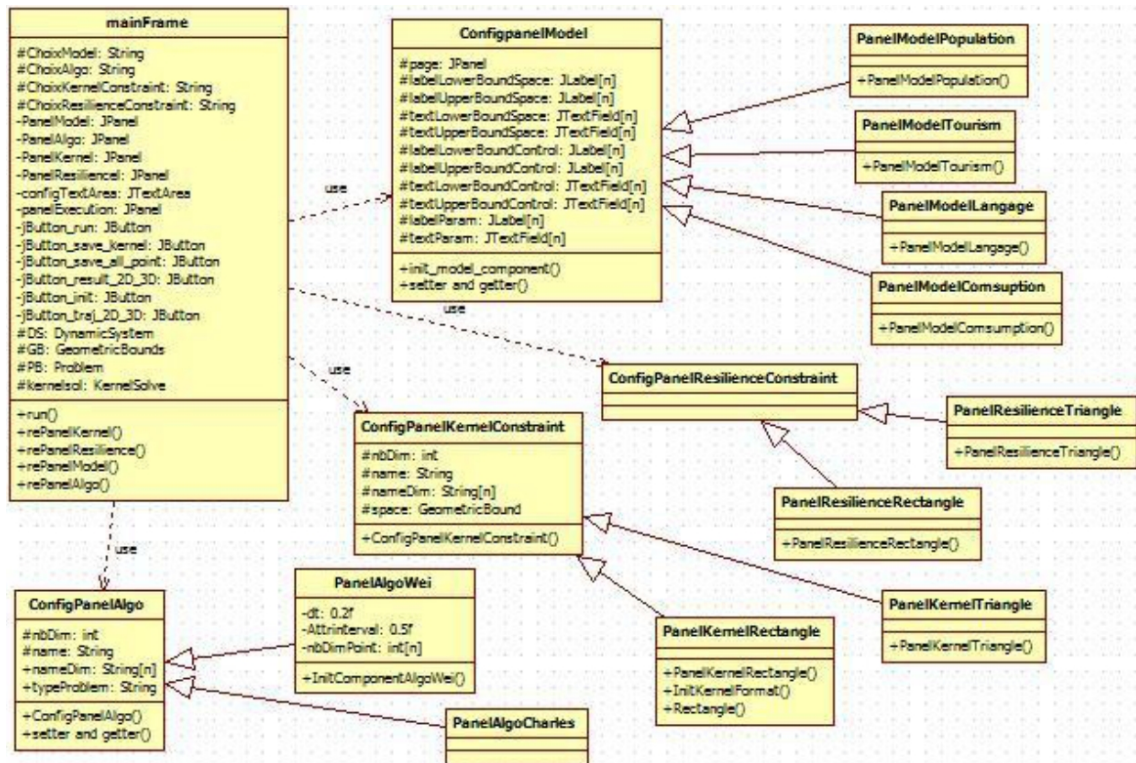 mainFrame
#ChoixModel: String
#ChoixAlgo: String
#ChoixKernelConstraint: String
#ChoixResilienceConstraint: String
-PanelModel: JPanel
-PanelAlgo: JPanel
-PanelKernel: JPanel
-PanelResiliencel: JPanel
-configTextArea: JTextArea
-panelExecution: JPanel
-jButton_run: JButton
-jButton_save_kernel: JButton
-jButton_save_all_point: JButton
-jButton_result_2D_3D: JButton
-jButton_init: JButton
-jButton_traj_2D_3D: JButton
#DS: DynamicSystem
#GB: GeometricBounds
#PB: Problem
#kernelsol: KernelSolve
+run()
+rePanelKernel()
+rePanelResilience()
+rePanelModel()
+rePanelAlgo()
use
use
use
use
ConfigpanelModel
#page: JPanel
#labelLowerBoundSpace: JLabel[n]
#labelUpperBoundSpace: JLabel[n]
#textLowerBoundSpace: JTextField[n]
#textUpperBoundSpace: JTextField[n]
#labelLowerBoundControl: JLabel[n]
#labelUpperBoundControl: JLabel[n]
#textLowerBoundControl: JTextField[n]
#textUpperBoundControl: JTextField[n]
#labelParam: JLabel[n]
#textParam: JTextField[n]
+init_model_component()
+setter and getter()
PanelModelPopulation
+PanelModelPopulation()
PanelModelTourism
+PanelModelTourism()
PanelModelLangage
+PanelModelLangage()
PanelModelComsuption
+PanelModelComsumption()
ConfigPanelResilienceConstraint
PanelResilienceTriangle
+PanelResilienceTriangle()
PanelResilienceRectangle
+PanelResilienceRectangle()
ConfigPanelKernelConstraint
#nbDim: int
#name: String
#nameDim: String[n]
#space: GeometricBound
+ConfigPanelKernelConstraint()
PanelKernelTriangle
+PanelKernelTriangle()
PanelKernelRectangle
+PanelKernelRectangle()
+InitKernelFormat()
+Rectangle()
ConfigPanelAlgo
#nbDim: int
#name: String
+nameDim: String[n]
+typeProblem: String
+ConfigPanelAlgo()
+setter and getter()
PanelAlgoWei
-dt: 0.2f
-Attrinterval: 0.5f
-nbDimPoint: int[n]
+InitComponentAlgoWei()
PanelAlgoCharles